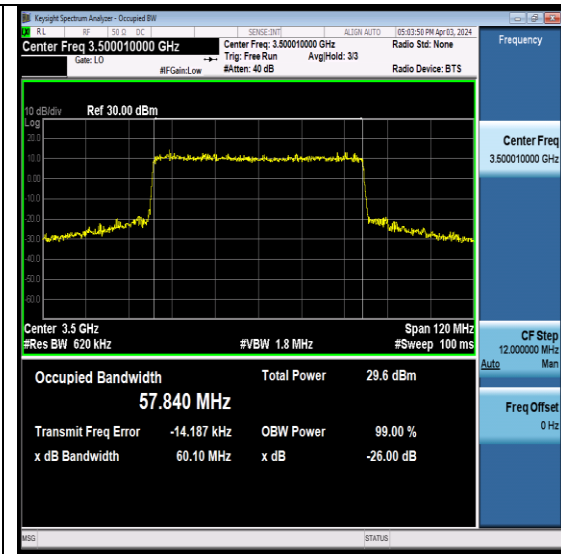 Keysight Spectrum Analyzer - Occupied BW
RL RF 50 Ω DC SENSE:INT ALIGN AUTO 05:03:50 PM Apr 03, 2024
Center Freq 3.500010000 GHz Center Freq: 3.500010000 GHz Radio Std: None
Gate: LO Trig: Free Run Avg|Hold: 3/3
#IFGain:Low #Atten: 40 dB Radio Device: BTS
10 dB/div Ref 30.00 dBm
Log
20.0
10.0
0.00
-10.0
-20.0
-30.0
-40.0
-50.0
-60.0
Center 3.5 GHz Span 120 MHz
#Res BW 620 kHz #VBW 1.8 MHz #Sweep 100 ms
Occupied Bandwidth Total Power 29.6 dBm
57.840 MHz
Transmit Freq Error -14.187 kHz OBW Power 99.00 %
x dB Bandwidth 60.10 MHz x dB -26.00 dB
MSG STATUS
Frequency
Center Freq
3.500010000 GHz
CF Step
12.000000 MHz
Auto Man
Freq Offset
0 Hz